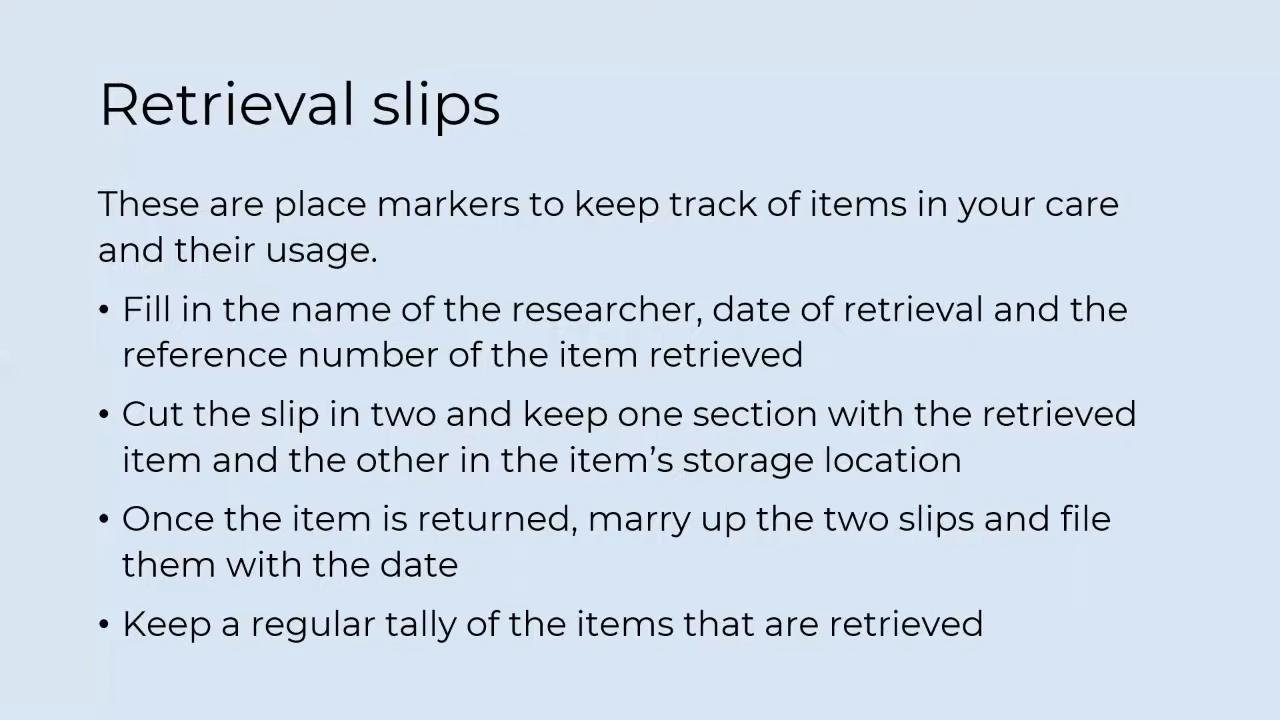 Retrieval slips
These are place markers to keep track of items in your care
and their usage.
• Fill in the name of the researcher, date of retrieval and the
reference number of the item retrieved
• Cut the slip in two and keep one section with the retrieved
item and the other in the item’s storage location
• Once the item is returned, marry up the two slips and file
them with the date
• Keep a regular tally of the items that are retrieved